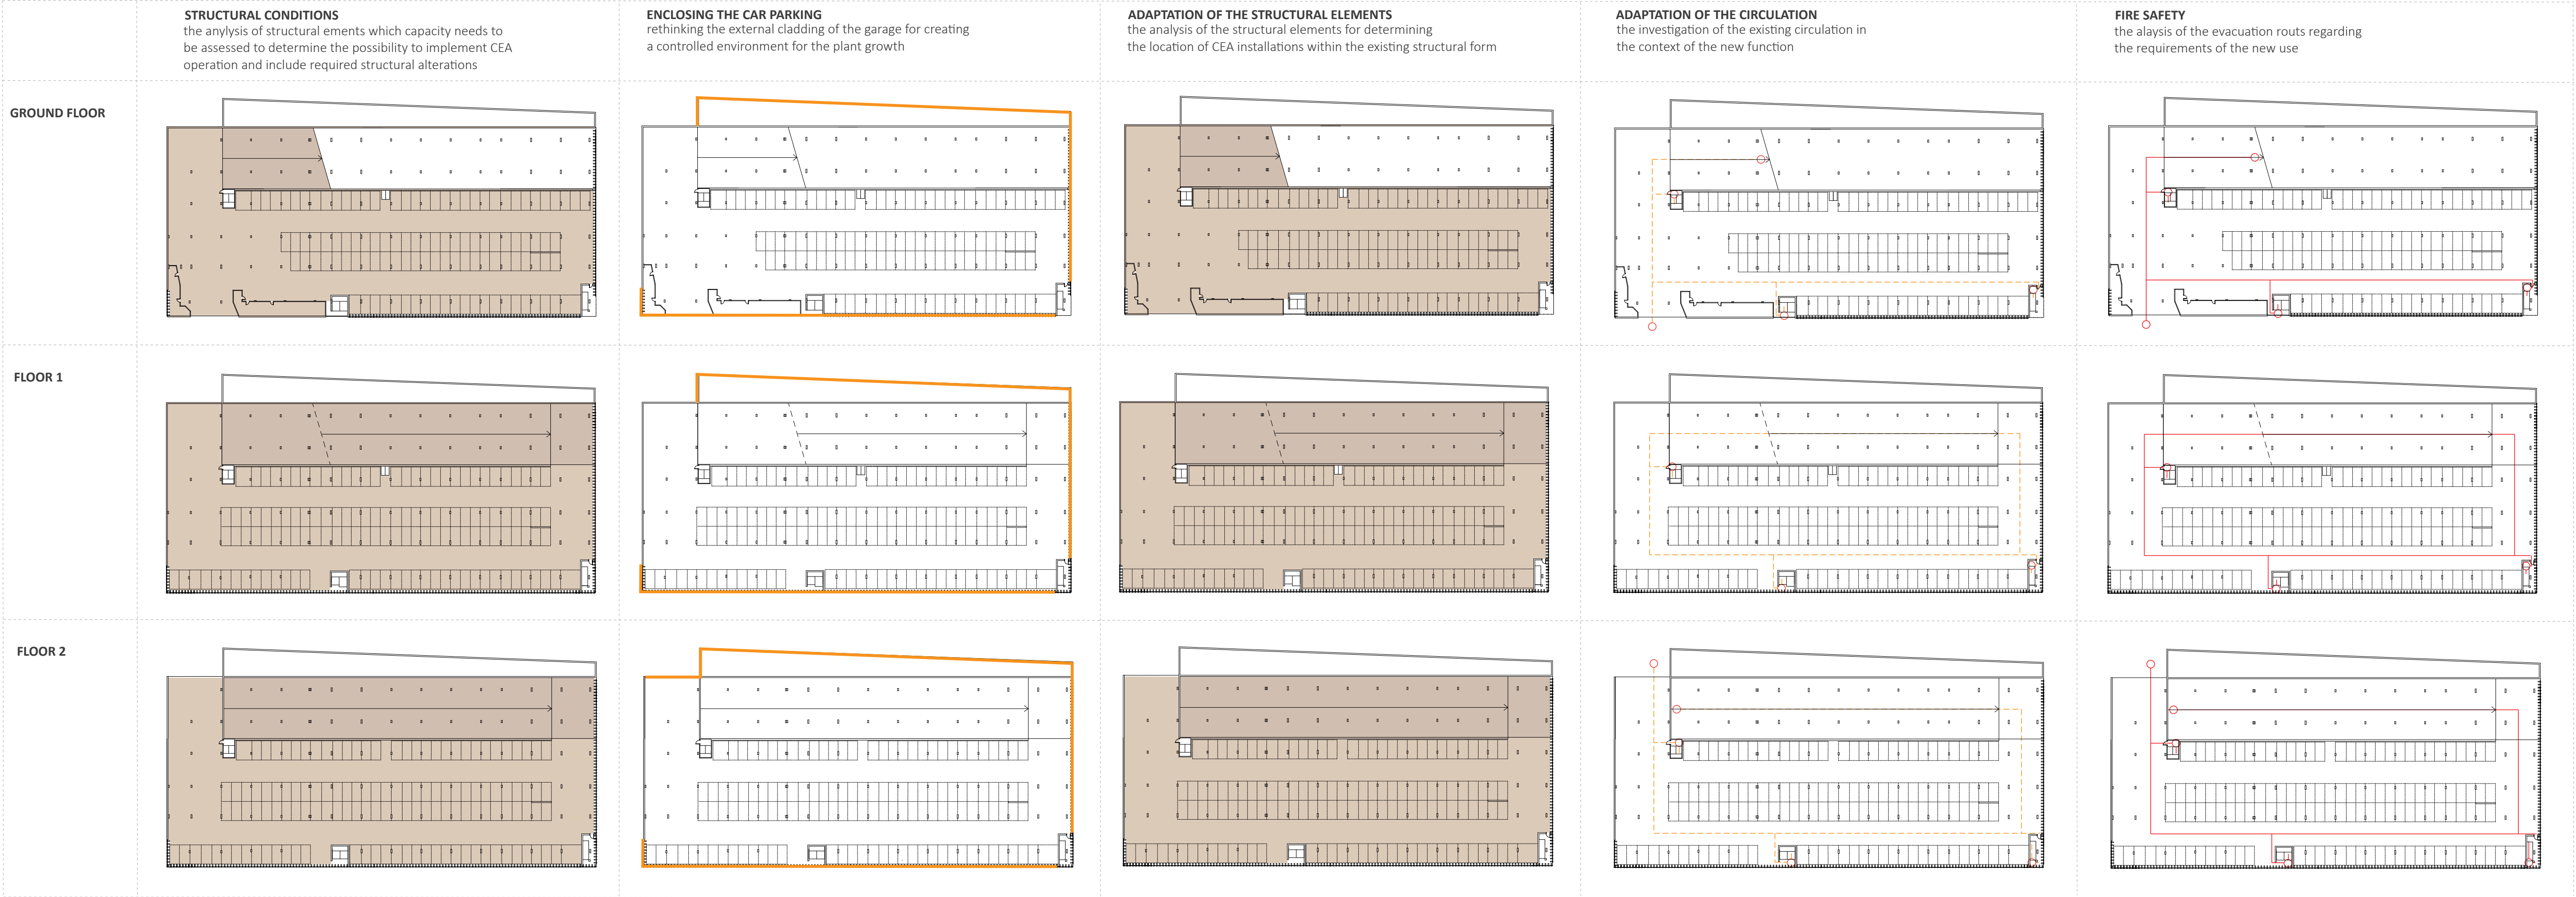 STRUCTURAL CONDITIONS
the anylysis of structural ements which capacity needs to
be assessed to determine the possibility to implement CEA
operation and include required structural alterations
ENCLOSING THE CAR PARKING
rethinking the external cladding of the garage for creating
a controlled environment for the plant growth
ADAPTATION OF THE STRUCTURAL ELEMENTS
the analysis of the structural elements for determining
the location of CEA installations within the existing structural form
ADAPTATION OF THE CIRCULATION
the investigation of the existing circulation in
the context of the new function
FIRE SAFETY
the alaysis of the evacuation routs regarding
the requirements of the new use
GROUND FLOOR
FLOOR 1
FLOOR 2